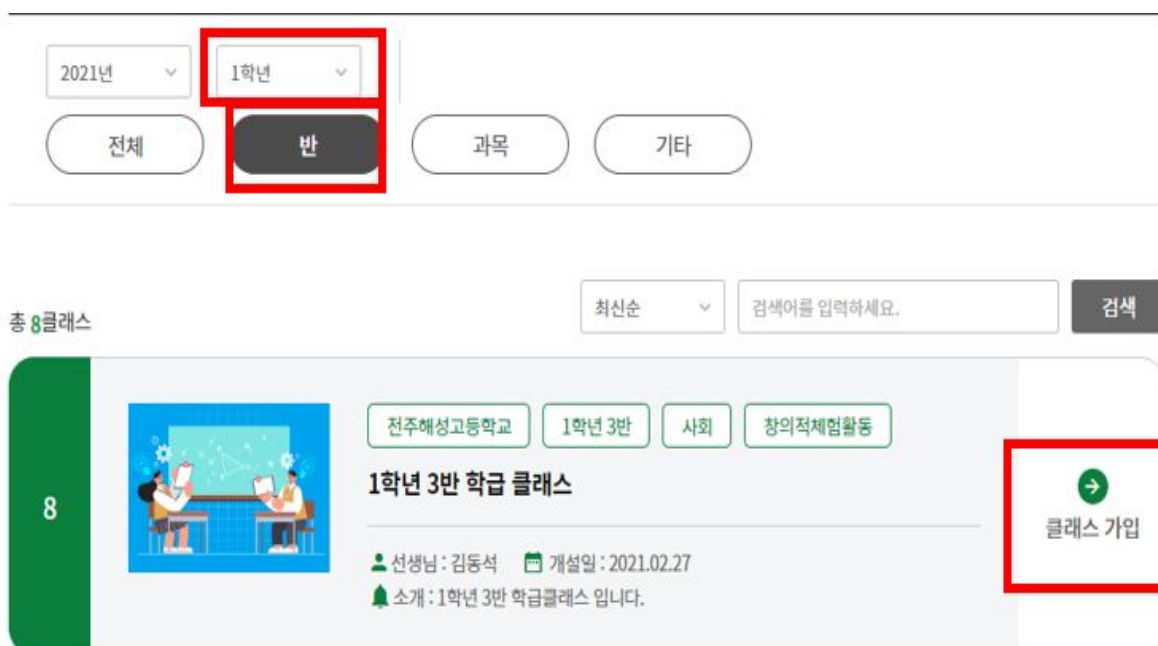 2021년 1학년
전체 반 과목 기타
총 8클래스 최신순 검색어를 입력하세요. 검색
8
전주해성고등학교 1학년 3반 사회 창의적체험활동
1학년 3반 학급 클래스
선생님 : 김동석 개설일 : 2021.02.27
소개 : 1학년 3반 학급클래스 입니다.
클래스 가입